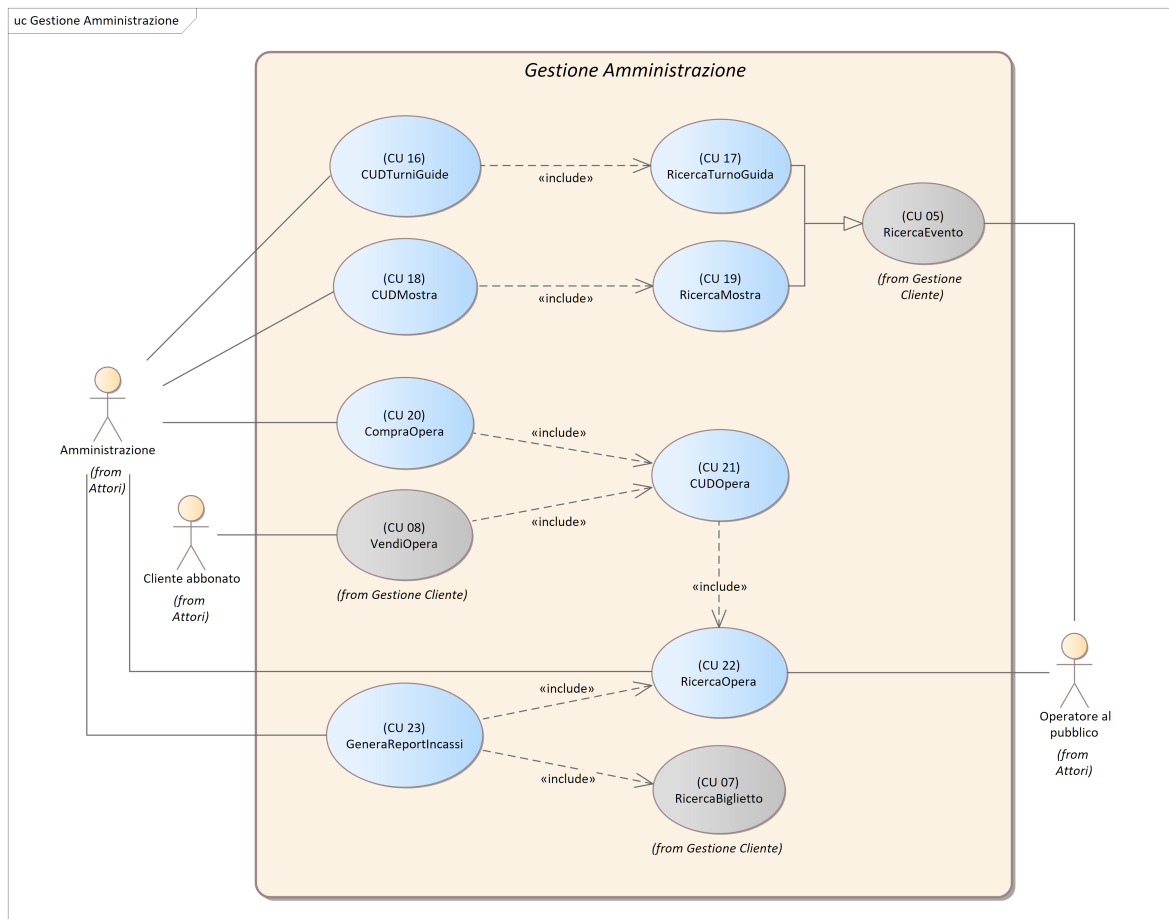 uc Gestione Amministrazione
Gestione Amministrazione
(CU 16)
CUDTurniGuide
«include»
(CU 17)
RicercaTurnoGuida
(CU 05)
RicercaEvento
(from Gestione
Cliente)
(CU 18)
CUDMostra
«include»
(CU 19)
RicercaMostra
Amministrazione
(from
Attori)
(CU 20)
CompraOpera
«include»
(CU 21)
CUDOpera
Cliente abbonato
(from
Attori)
(CU 08)
VendiOpera
(from Gestione Cliente)
«include»
«include»
(CU 22)
RicercaOpera
Operatore al
pubblico
(from
Attori)
(CU 23)
GeneraReportIncassi
«include»
«include»
(CU 07)
RicercaBiglietto
(from Gestione Cliente)